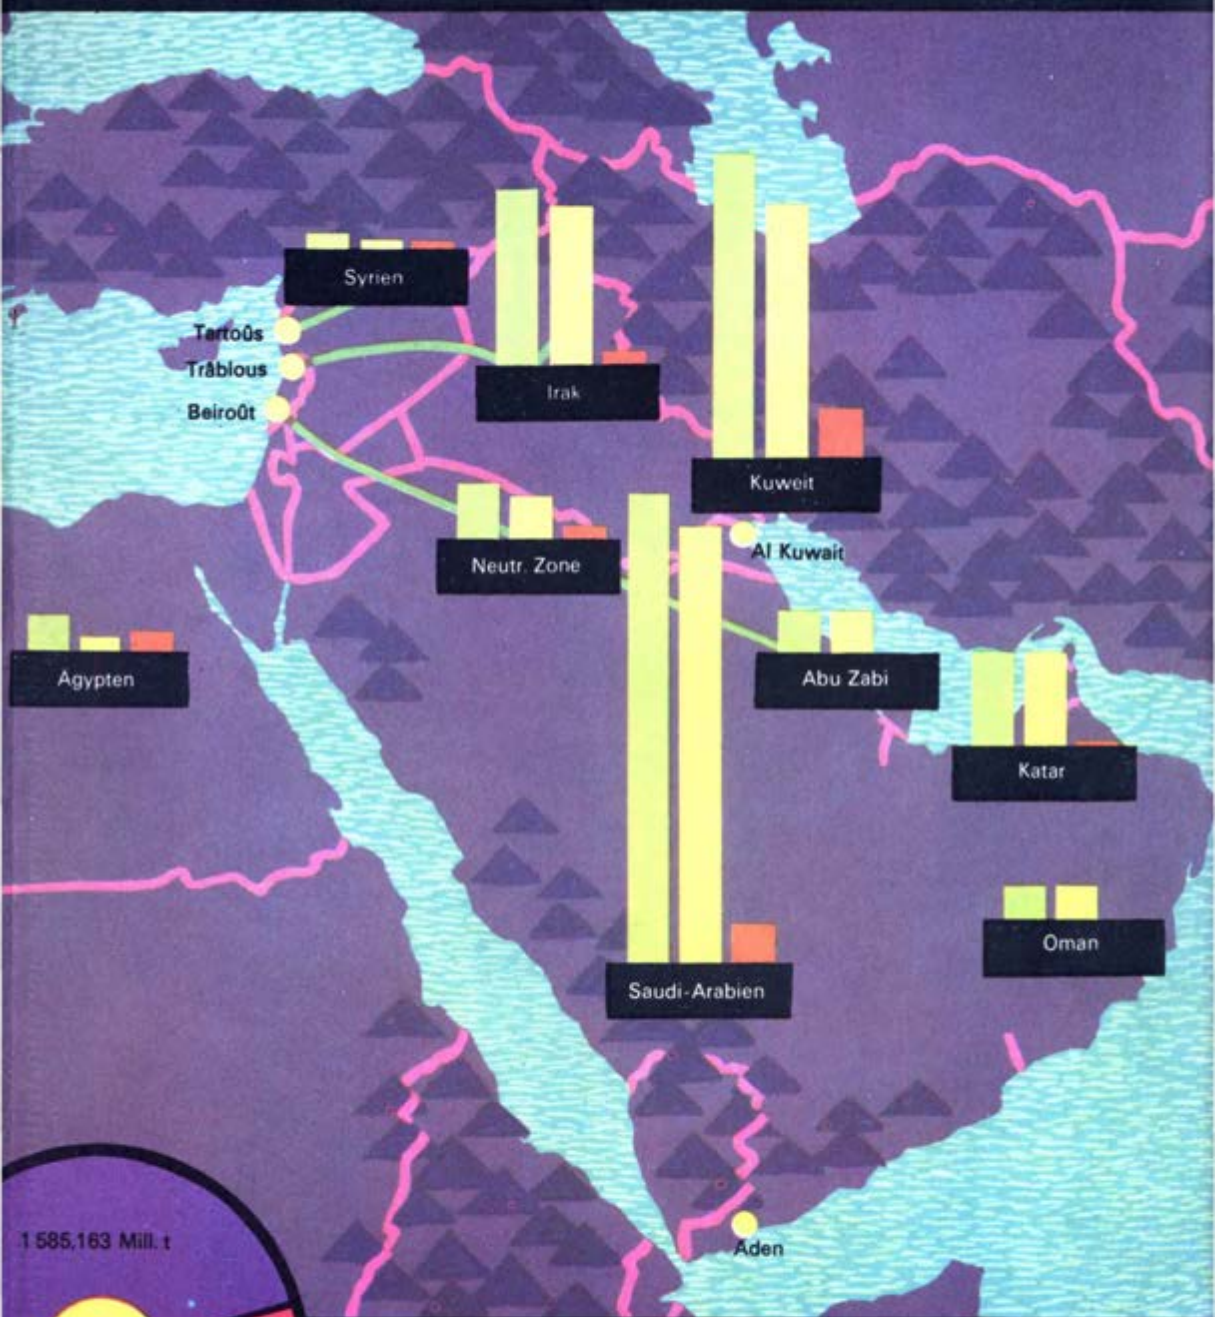 Syrien
Tartoûs
Trâblous
Beiroût
Irak
Kuweit
Al Kuwait
Neutr. Zone
Ägypten
Abu Zabi
Katar
Oman
Saudi-Arabien
Aden
1 585,163 Mill. t